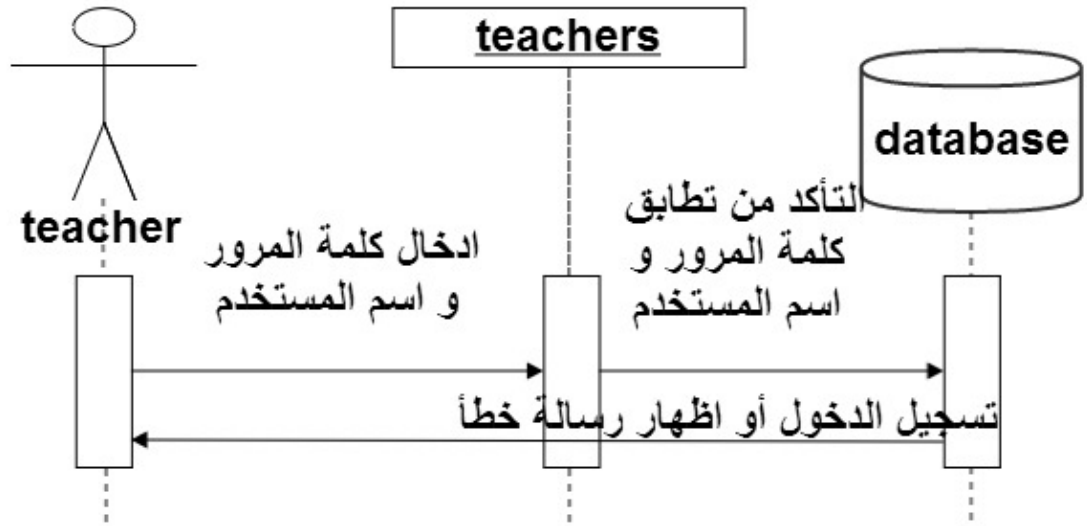 teachers
database
teacher
ادخال كلمة المرور
و اسم المستخدم
التأكد من تطابق
كلمة المرور و
اسم المستخدم
تسجيل الدخول أو اظهار رسالة خطأ